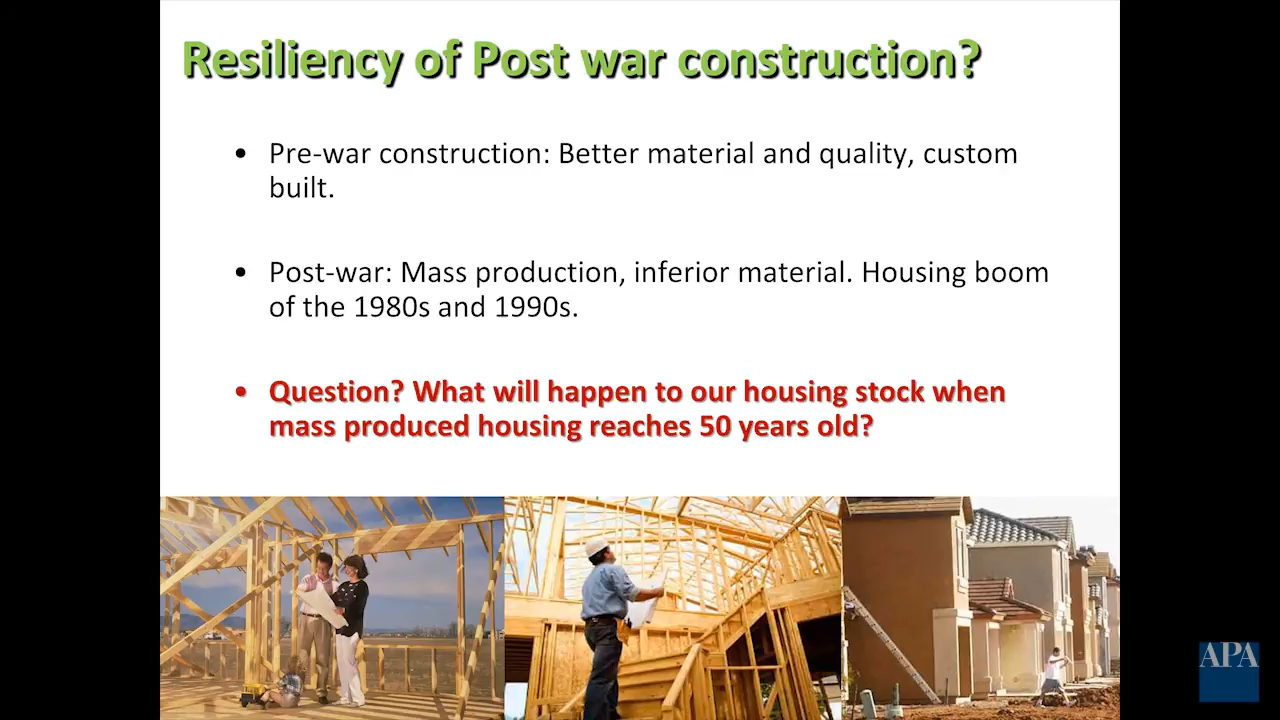 Resiliency of Post war construction?
• Pre-war construction: Better material and quality, custom
built.
• Post-war: Mass production, inferior material. Housing boom
of the 1980s and 1990s.
• Question? What will happen to our housing stock when
mass produced housing reaches 50 years old?
APA